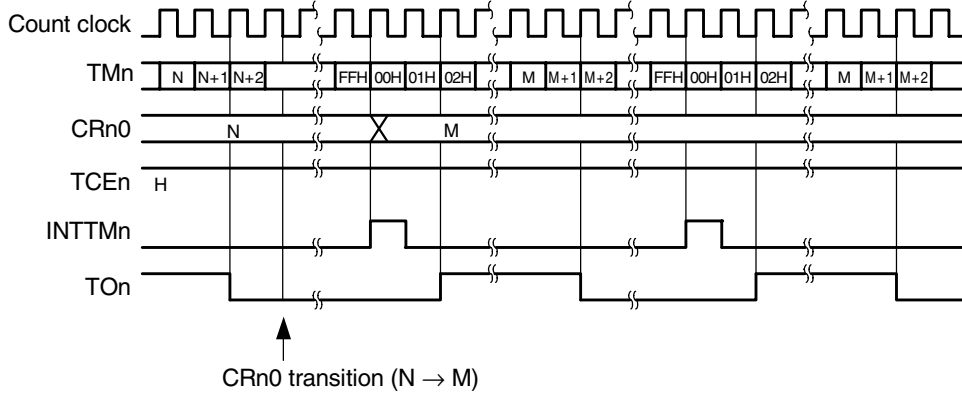 Count clock
TMn N N+1 N+2 FFH 00H 01H 02H M M+1 M+2 FFH 00H 01H 02H M M+1 M+2
CRn0 N M
TCEn H
INTTMn
TOn
CRn0 transition (N → M)